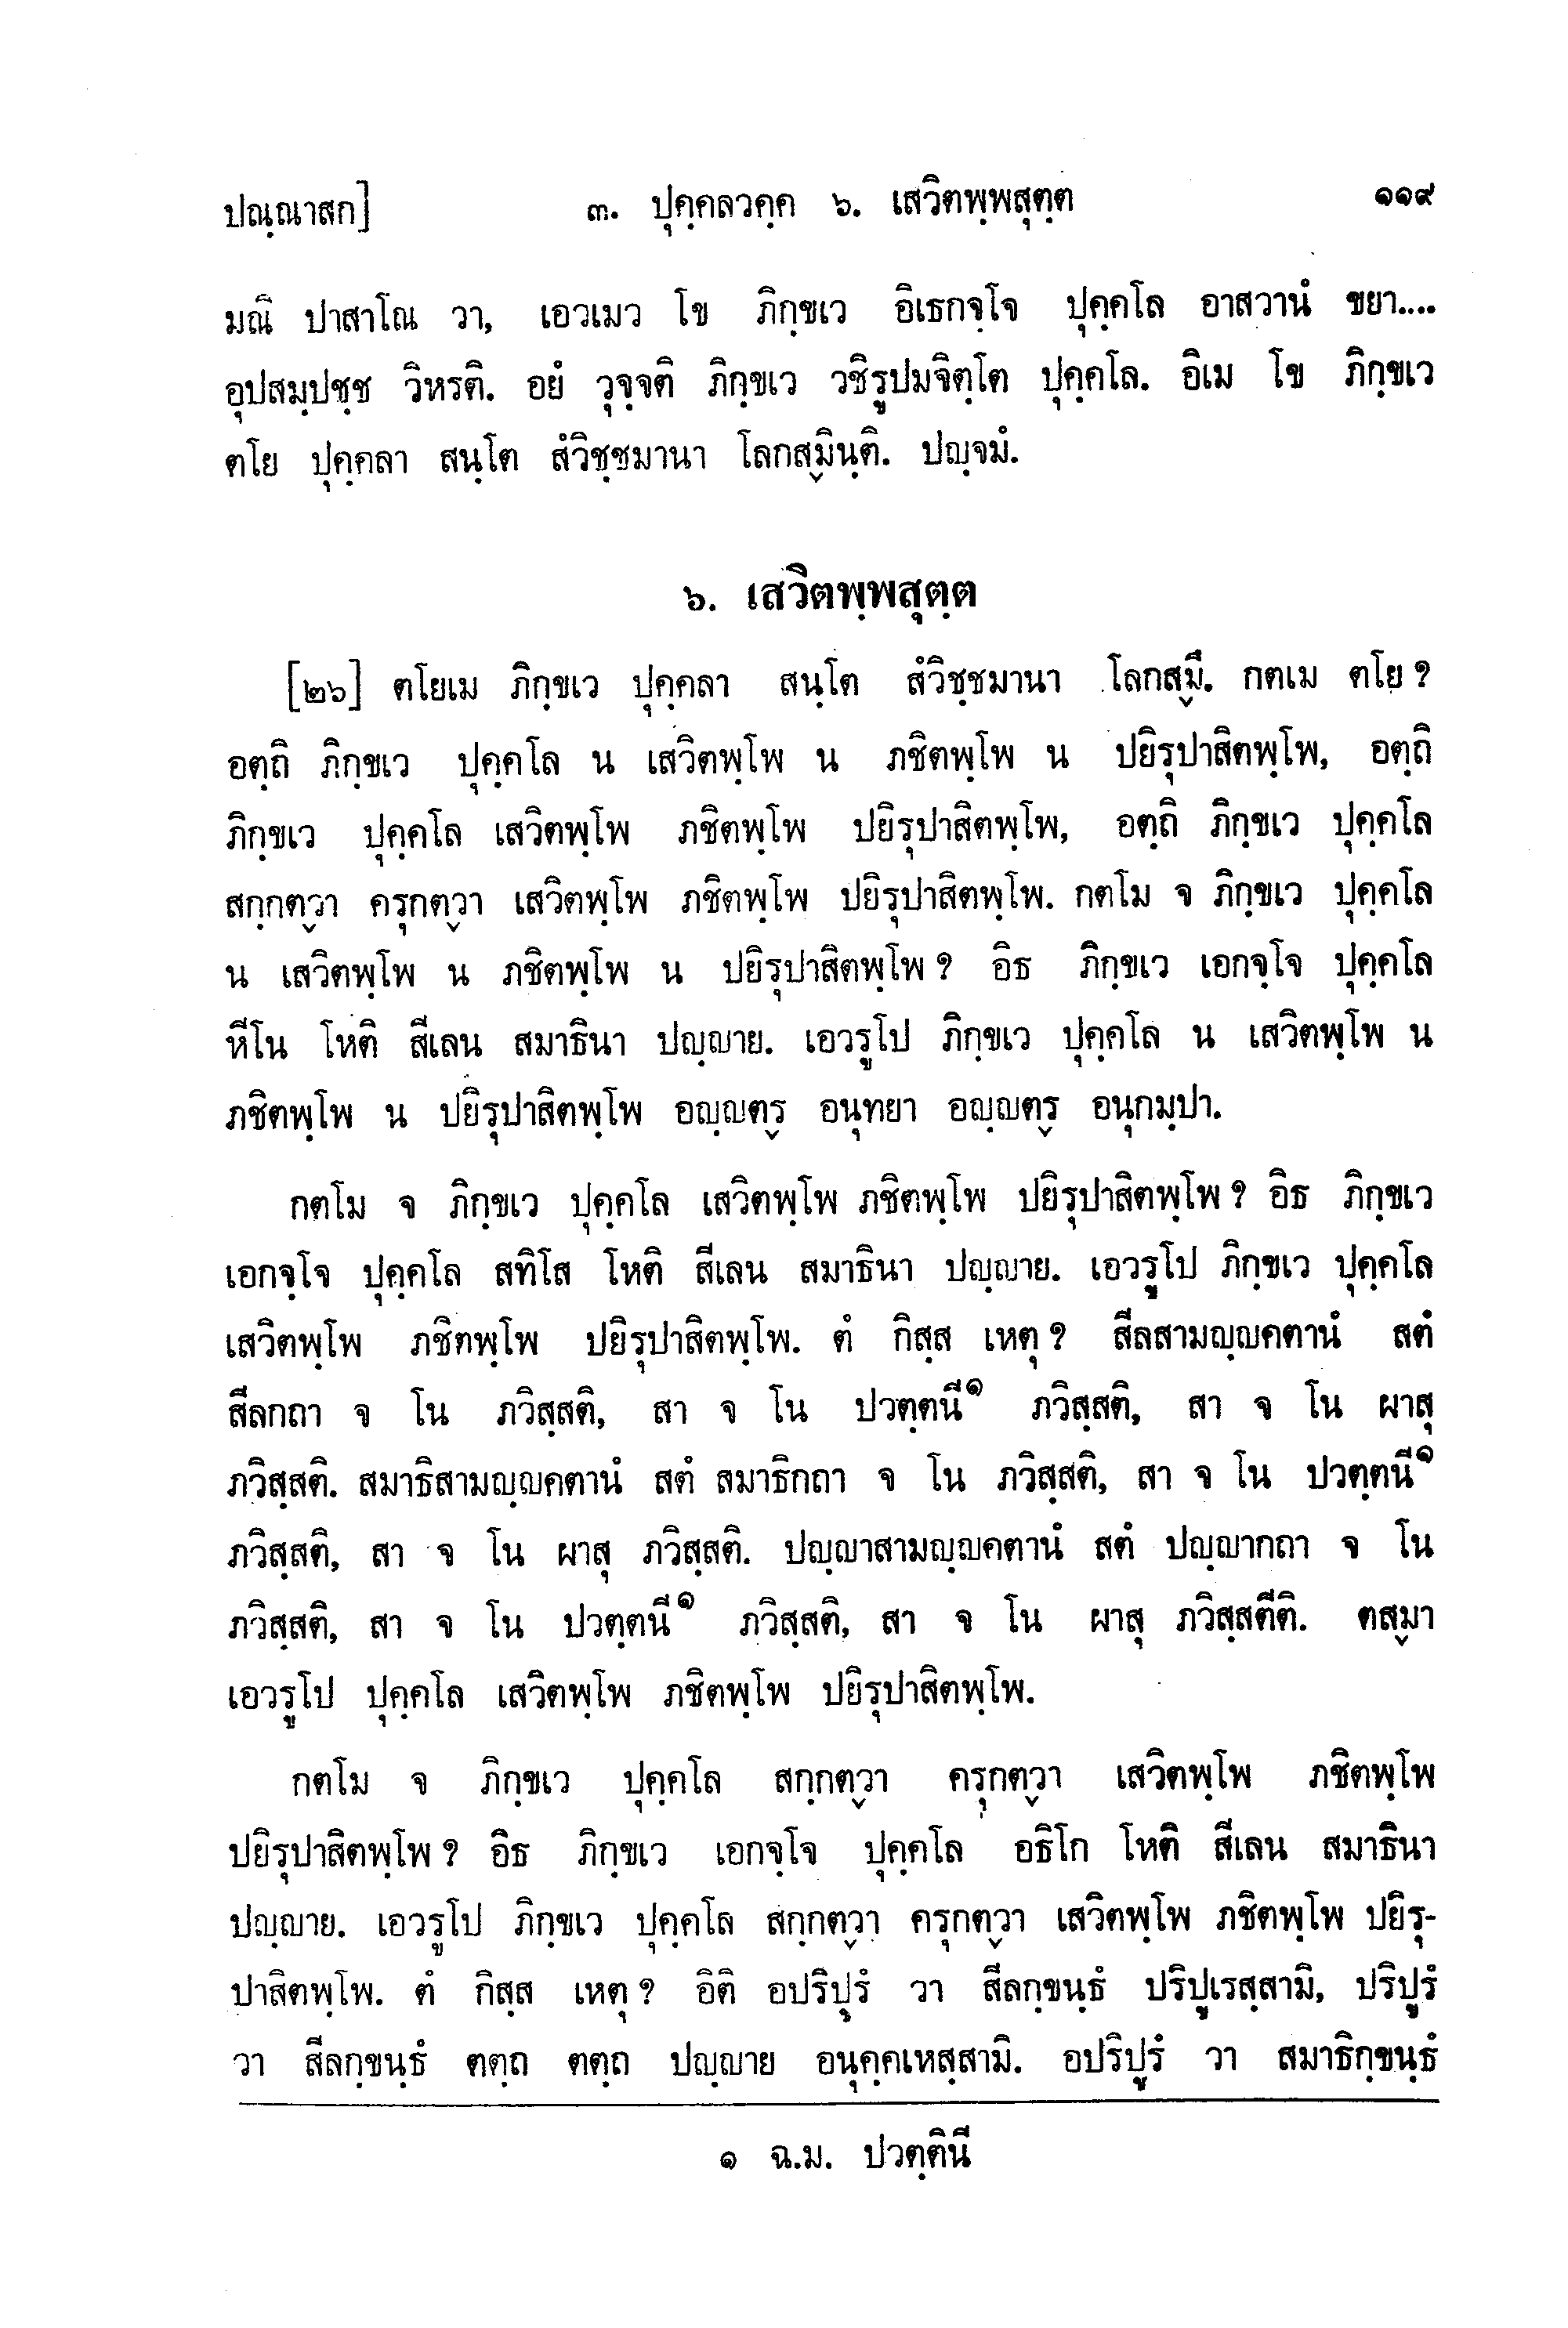 ปณฺณาสก] ๓. ปุคฺคลวคฺค ๖. เสวิตพฺพสุตฺต ๑๑๙
มณิ ปาสาโณ วา, เอวเมว โข ภิกฺขเว อิเธกจฺโจ ปุคฺคโล อาสวานํ ขยา....
อุปสมฺปชฺช วิหรติ. อยํ วุจฺจติ ภิกฺขเว วชิรูปมจิตฺโต ปุคฺคโล. อิเม โข ภิกฺขเว
ตโย ปุคฺคลา สนฺโต สํวิชฺชมานา โลกสฺมินฺติ. ปญฺจมํ.
๖. เสวิตพฺพสุตฺต
[๒๖] ตโยเม ภิกฺขเว ปุคฺคลา สนฺโต สํวิชฺชมานา โลกสฺมึ. กตเม ตโย ?
อตฺถิ ภิกฺขเว ปุคฺคโล น เสวิตพฺโพ น ภชิตพฺโพ น ปยิรุปาสิตพฺโพ, อตฺถิ
ภิกฺขเว ปุคฺคโล เสวิตพฺโพ ภชิตพฺโพ ปยิรุปาสิตพฺโพ, อตฺถิ ภิกฺขเว ปุคฺคโล
สกฺกตฺวา ครุกตฺวา เสวิตพฺโพ ภชิตพฺโพ ปยิรุปาสิตพฺโพ. กตโม จ ภิกฺขเว ปุคฺคโล
น เสวิตพฺโพ น ภชิตพฺโพ น ปยิรุปาสิตพฺโพ ? อิธ ภิกฺขเว เอกจฺโจ ปุคฺคโล
หีโน โหติ สีเลน สมาธินา ปญฺญาย. เอวรูโป ภิกฺขเว ปุคฺคโล น เสวิตพฺโพ น
ภชิตพฺโพ น ปยิรุปาสิตพฺโพ อญฺญตฺร อนุทยา อญฺญตฺร อนุกมฺปา.
กตโม จ ภิกฺขเว ปุคฺคโล เสวิตพฺโพ ภชิตพฺโพ ปยิรุปาสิตพฺโพ ? อิธ ภิกฺขเว
เอกจฺโจ ปุคฺคโล สทิโส โหติ สีเลน สมาธินา ปญฺญาย. เอวรูโป ภิกฺขเว ปุคฺคโล
เสวิตพฺโพ ภชิตพฺโพ ปยิรุปาสิตพฺโพ. ตํ กิสฺส เหตุ ? สีลสามญฺญคตานํ สตํ
สีลกถา จ โน ภวิสฺสติ, สา จ โน ปวตฺตนี๑ ภวิสฺสติ, สา จ โน ผาสุ
ภวิสฺสติ. สมาธิสามญฺญคตานํ สตํ สมาธิกถา จ โน ภวิสฺสติ, สา จ โน ปวตฺตนี๑
ภวิสฺสติ, สา จ โน ผาสุ ภวิสฺสติ. ปญฺญาสามญฺญคตานํ สตํ ปญฺญากถา จ โน
ภวิสฺสติ, สา จ โน ปวตฺตนี๑ ภวิสฺสติ, สา จ โน ผาสุ ภวิสฺสตีติ. ตสฺมา
เอวรูโป ปุคฺคโล เสวิตพฺโพ ภชิตพฺโพ ปยิรุปาสิตพฺโพ.
กตโม จ ภิกฺขเว ปุคฺคโล สกฺกตฺวา ครุกตฺวา เสวิตพฺโพ ภชิตพฺโพ
ปยิรุปาสิตพฺโพ ? อิธ ภิกฺขเว เอกจฺโจ ปุคฺคโล อธิโก โหติ สีเลน สมาธินา
ปญฺญาย. เอวรูโป ภิกฺขเว ปุคฺคโล สกฺกตฺวา ครุกตฺวา เสวิตพฺโพ ภชิตพฺโพ ปยิรุ-
ปาสิตพฺโพ. ตํ กิสฺส เหตุ ? อิติ อปริปูรํ วา สีลกฺขนฺธํ ปริปูเรสฺสามิ, ปริปูรํ
วา สีลกฺขนฺธํ ตตฺถ ตตฺถ ปญฺญาย อนุคฺคเหสฺสามิ. อปริปูรํ วา สมาธิกฺขนฺธํ
๑ ฉ.ม. ปวตฺตินี